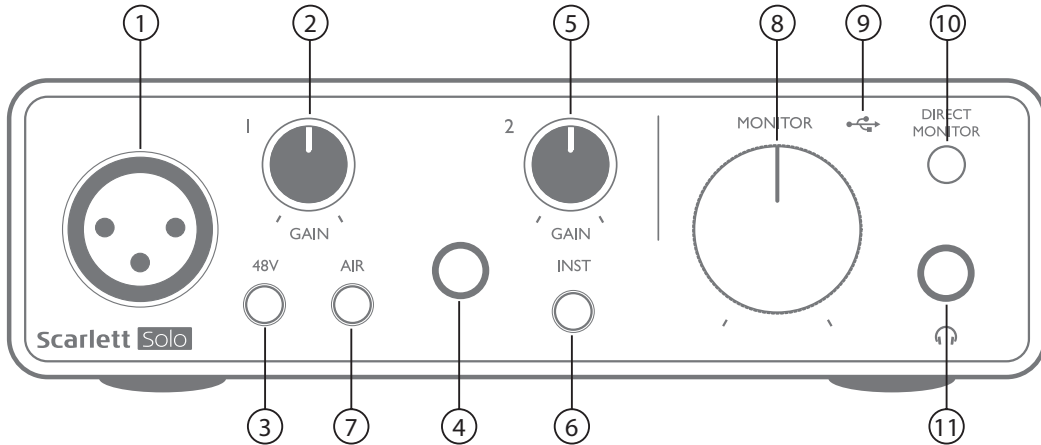 1 2 5 8 9 10
1
2
MONITOR
DIRECT
MONITOR
GAIN
GAIN
48V
AIR
INST
Scarlett Solo
3 7 4 6 11